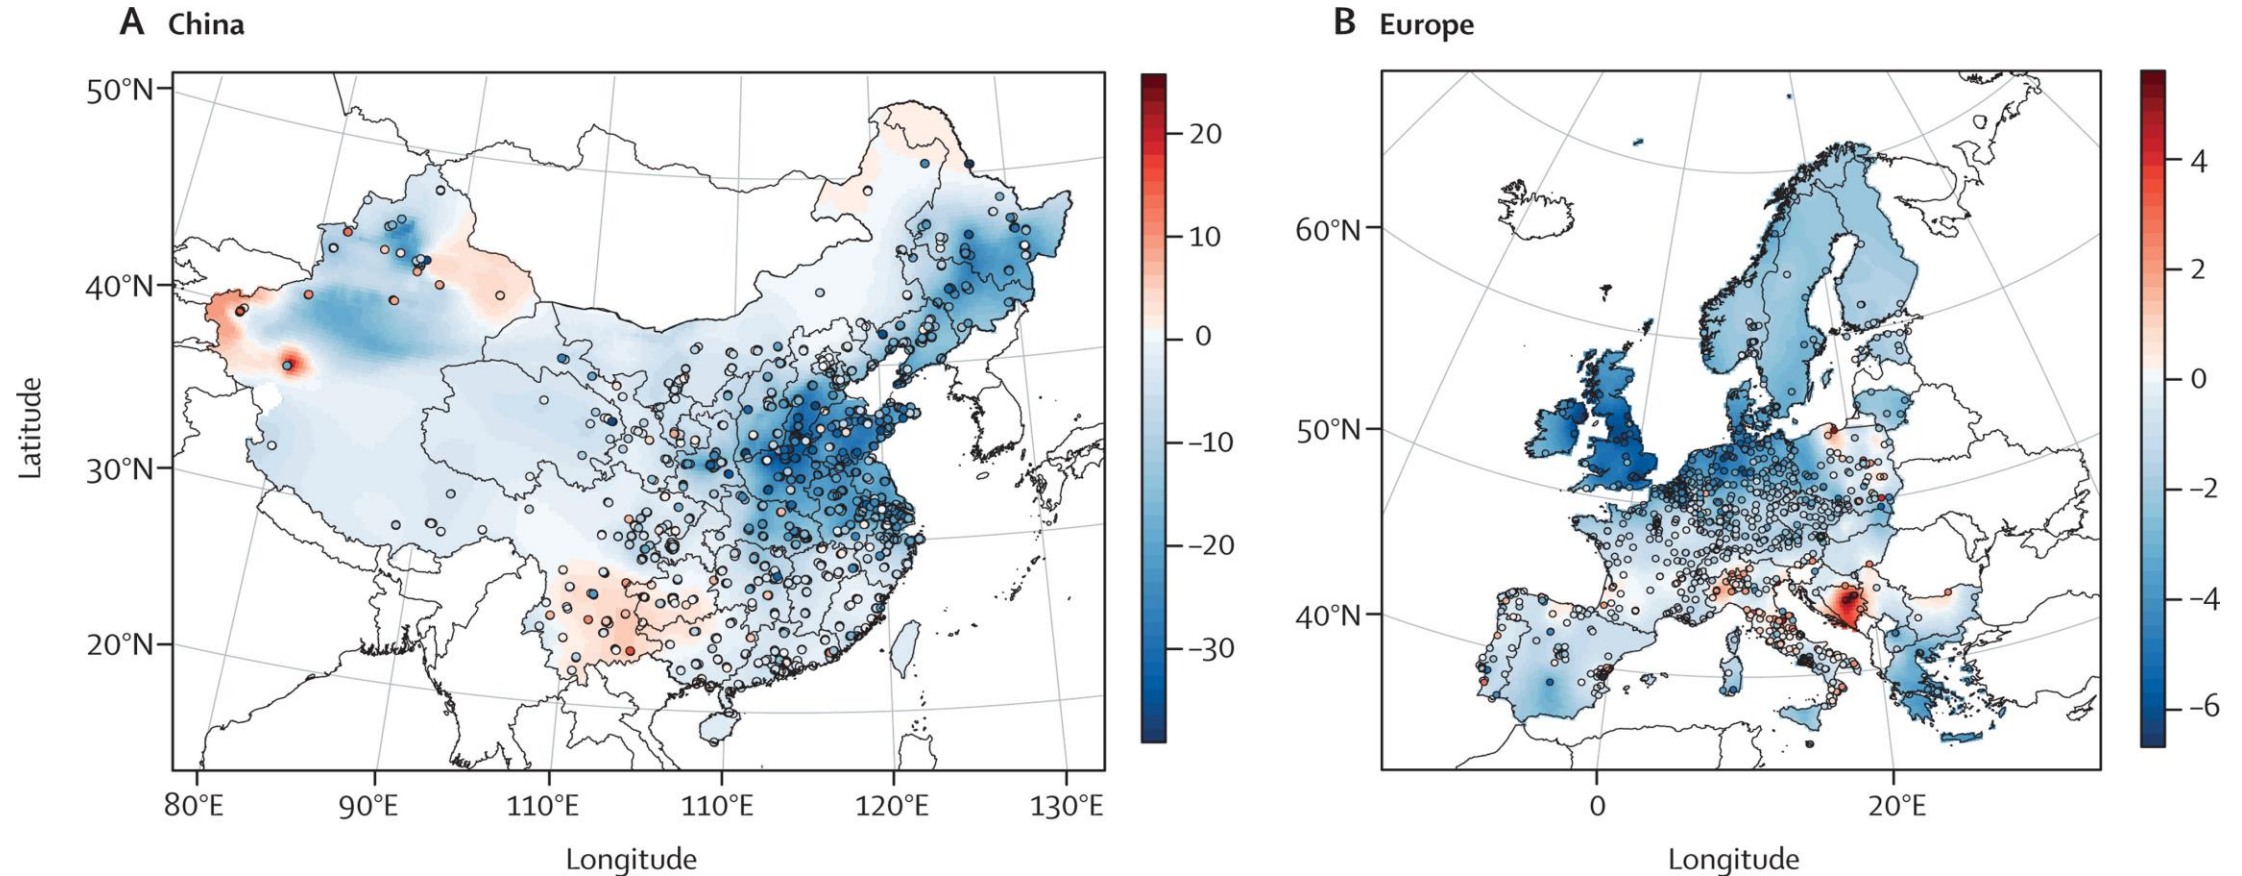 A China
50°N
40°N
30°N
20°N
Latitude
80°E 90°E 110°E 110°E 120°E 130°E
Longitude
20
10
0
−10
−20
−30
B Europe
60°N
50°N
40°N
0 20°E
Longitude
4
2
0
−2
−4
−6